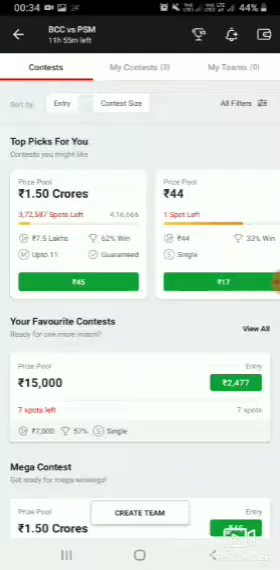 00:34 44%
BCC vs PSM
11h 55m left
Contests My Contests (0) My Teams (0)
Sort by: Entry Contest Size All Filters
Top Picks For You
Contests you might like
Prize Pool
₹1.50 Crores
3,72,587 Spots Left 4,16,666
₹7.5 Lakhs 62% Win
M Upto 11 Guaranteed
₹45
Prize Pool
₹44
1 Spot Left
₹44 33% Win
S Single
₹17
Your Favourite Contests
Ready for one more match?
View All
Prize Pool Entry
₹15,000 ₹2,477
7 spots left 7 spots
₹7,000 57% S Single
Mega Contest
Get ready for mega winnings!
Prize Pool Entry
₹1.50 Crores ₹45
CREATE TEAM